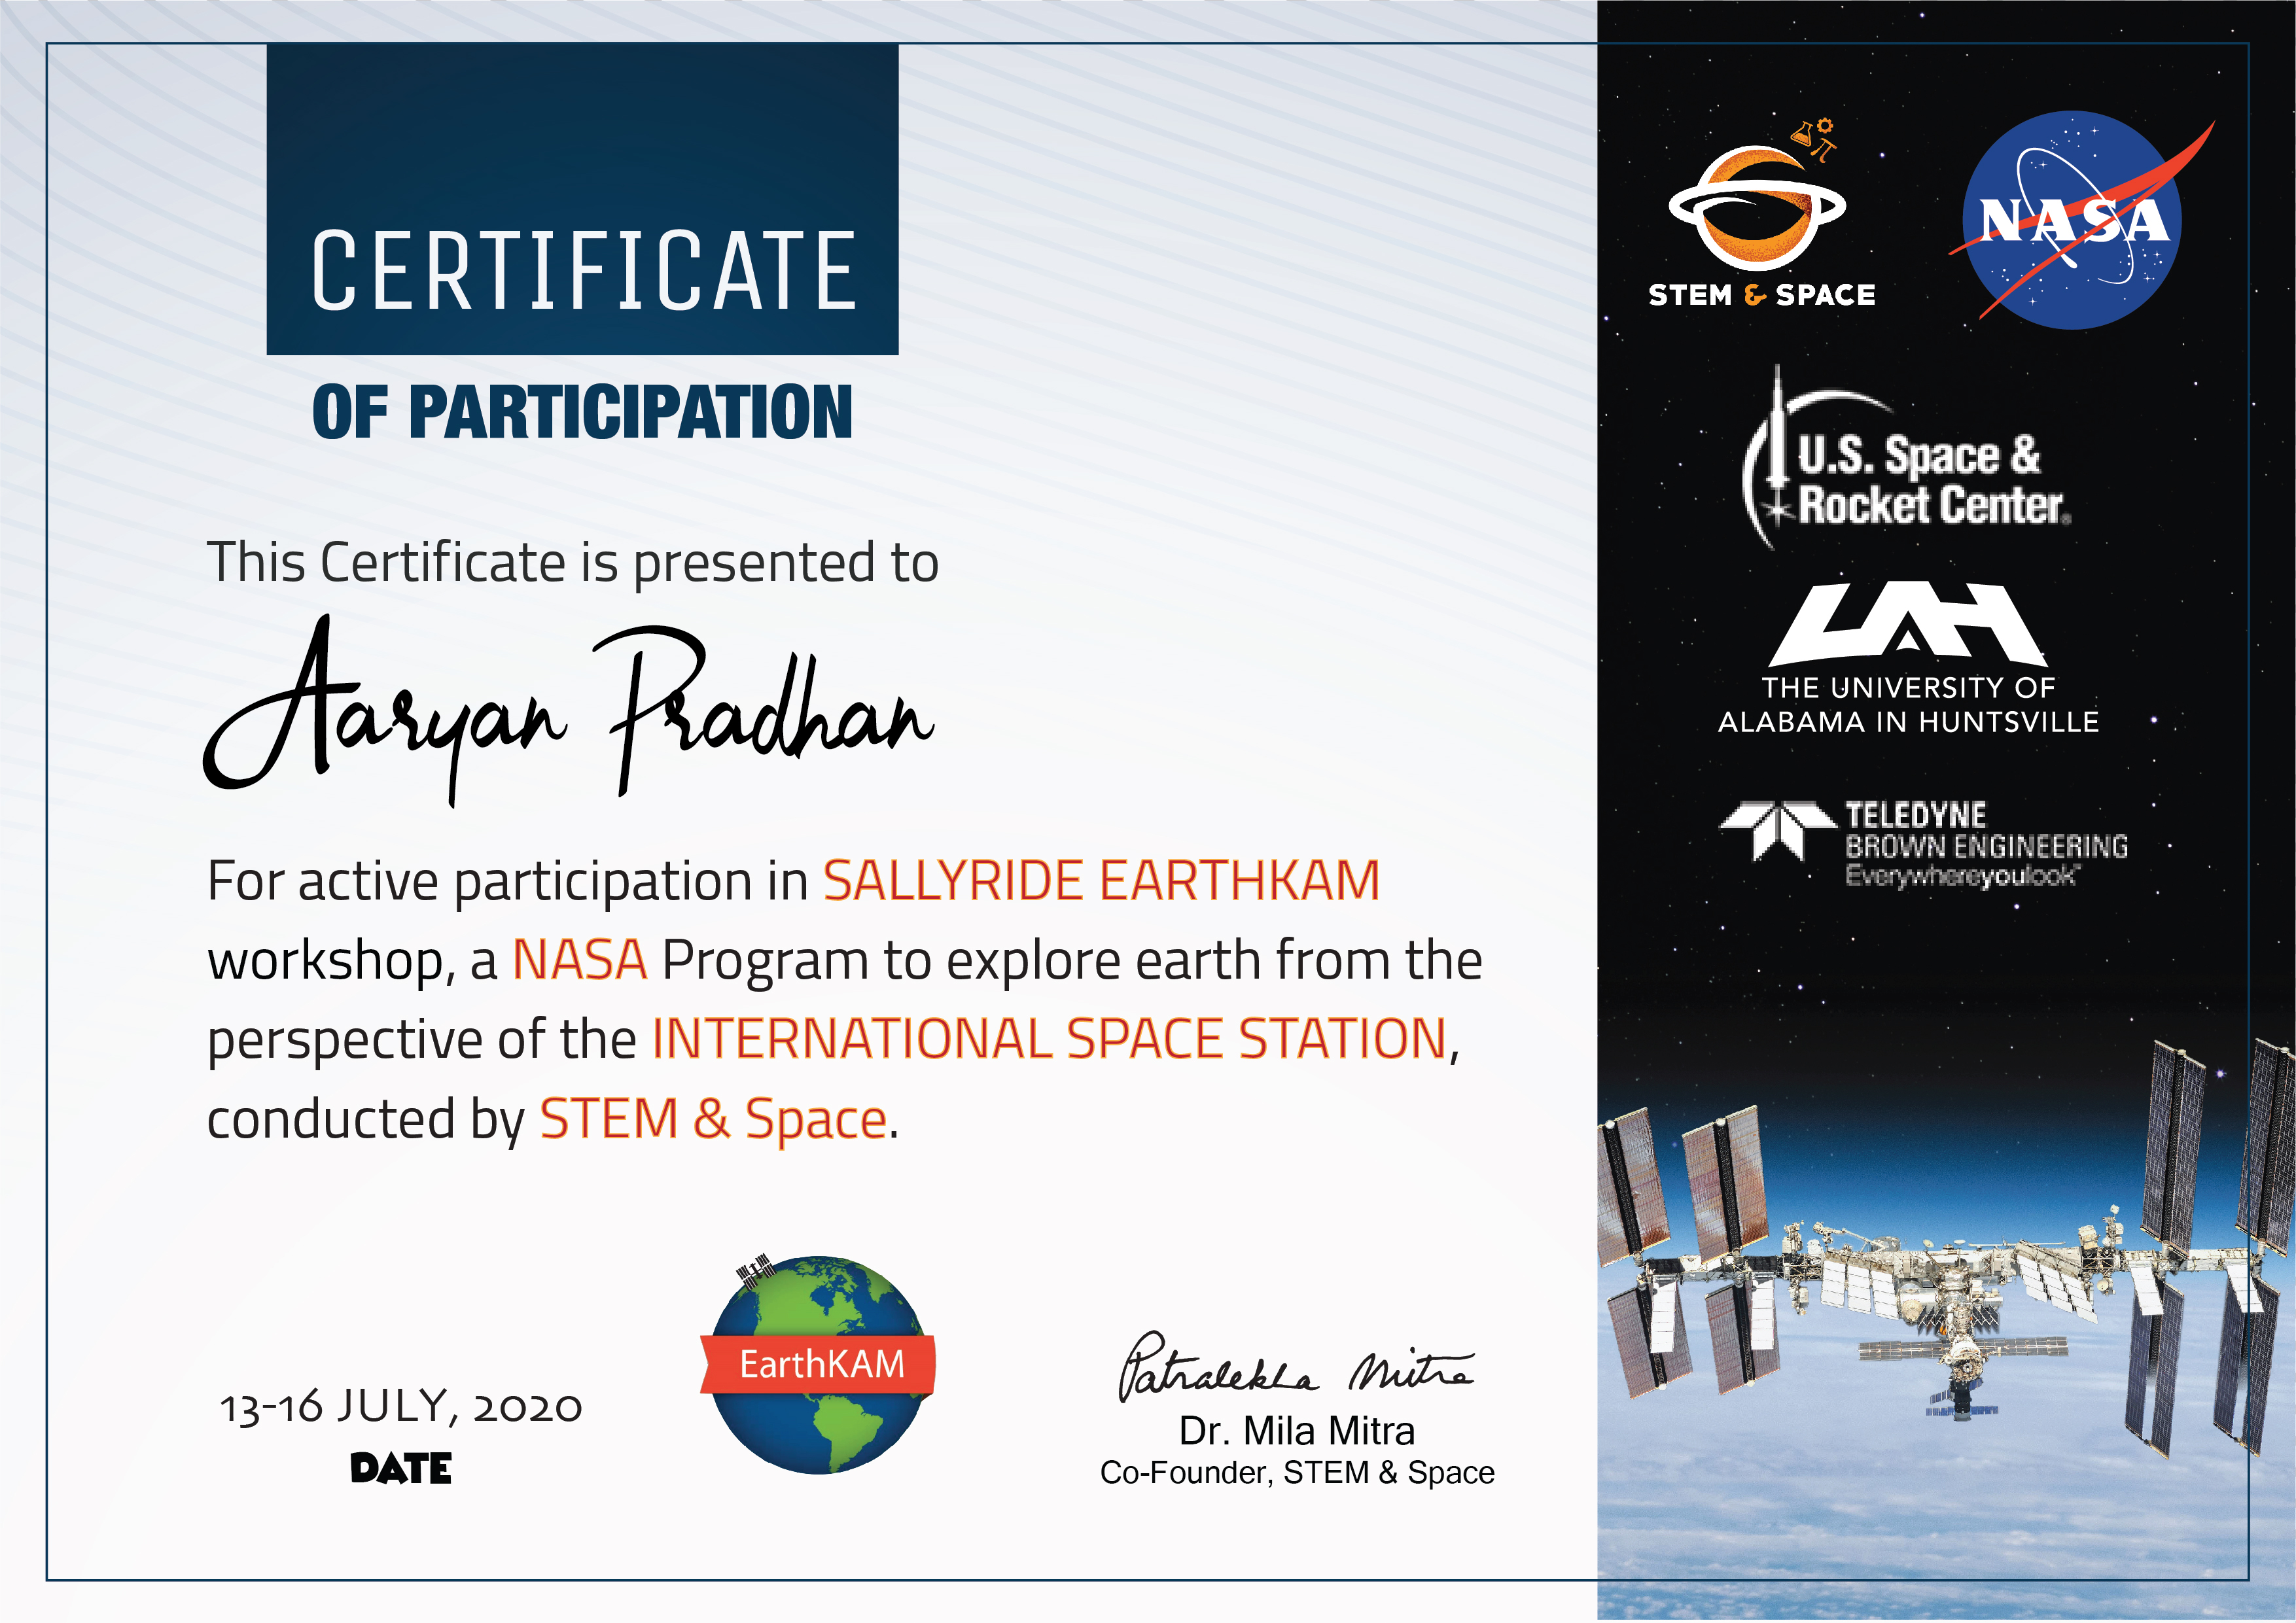 CERTIFICATE
OF PARTICIPATION
This Certificate is presented to
Aaryan Pradhan
For active participation in SALLYRIDE EARTHKAM
workshop, a NASA Program to explore earth from the
perspective of the INTERNATIONAL SPACE STATION,
conducted by STEM & Space.
13-16 JULY, 2020
DATE
EarthKAM
Patralekha Mitra
Dr. Mila Mitra
Co-Founder, STEM & Space
STEM & SPACE
NASA
U.S. Space &
Rocket Center®
UAH
THE UNIVERSITY OF
ALABAMA IN HUNTSVILLE
TELEDYNE
BROWN ENGINEERING
Everywhereyoulook™